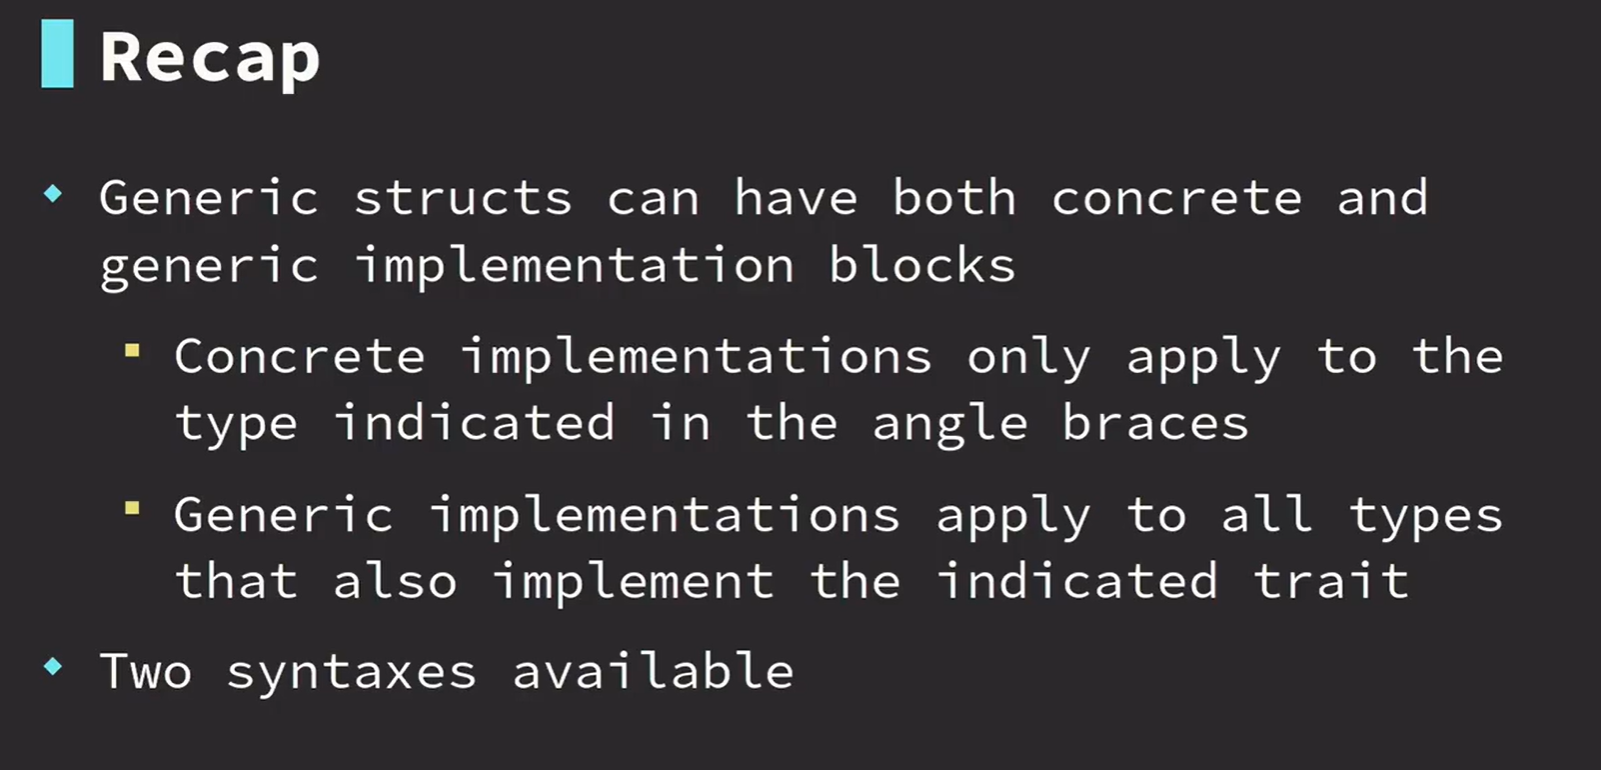 Recap
Generic structs can have both concrete and
generic implementation blocks
Concrete implementations only apply to the
type indicated in the angle braces
Generic implementations apply to all types
that also implement the indicated trait
Two syntaxes available